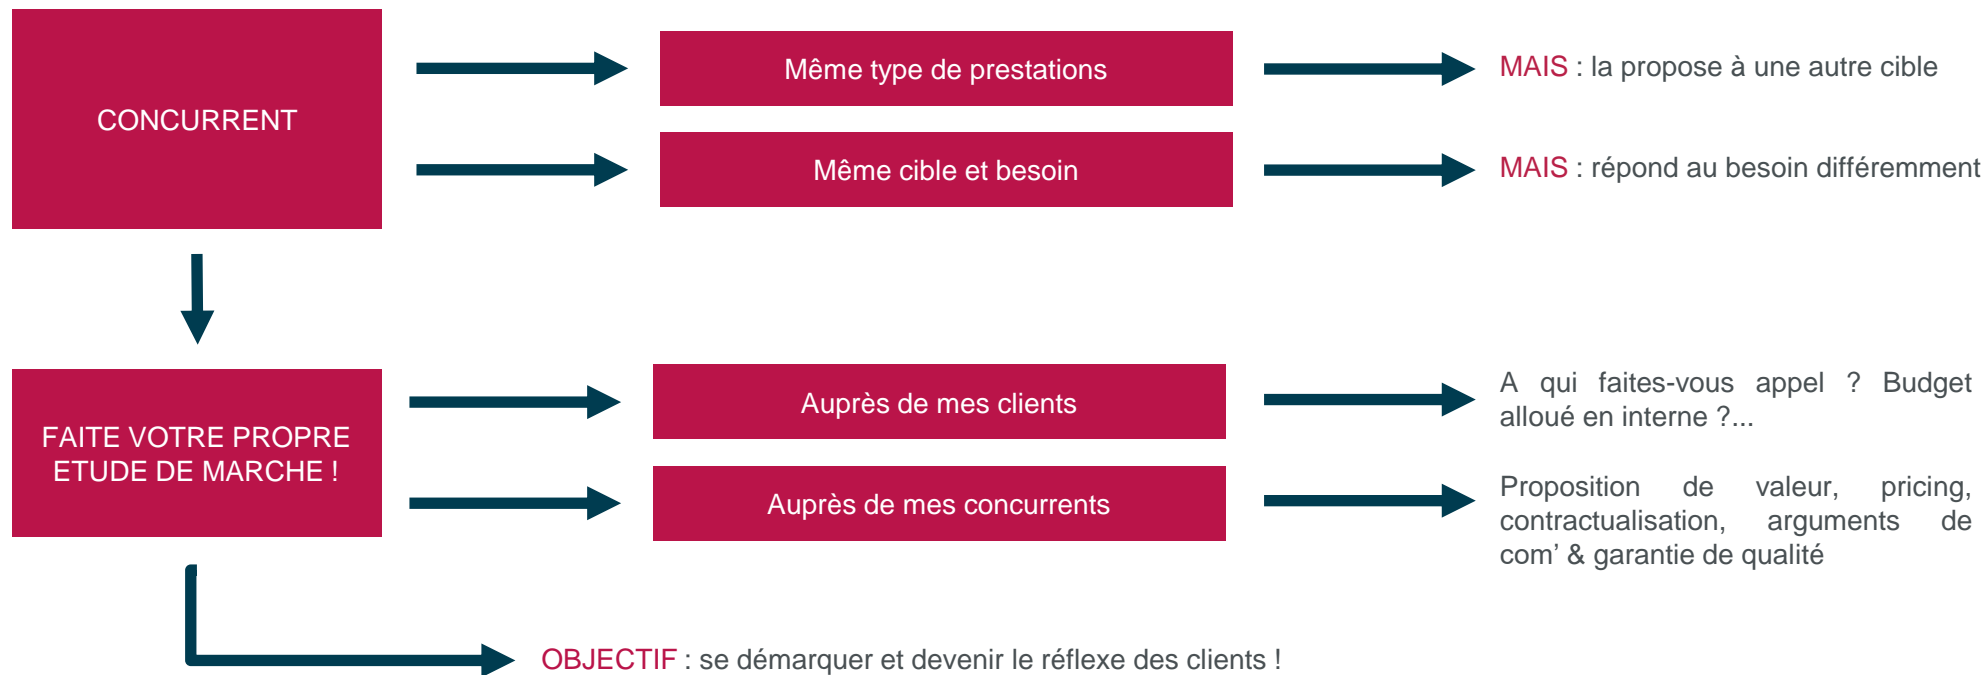 CONCURRENT
Même type de prestations
MAIS : la propose à une autre cible
Même cible et besoin
MAIS : répond au besoin différemment
FAITE VOTRE PROPRE
ETUDE DE MARCHE !
Auprès de mes clients
A qui faites-vous appel ? Budget
alloué en interne ?...
Auprès de mes concurrents
Proposition de valeur, pricing,
contractualisation, arguments de
com’ & garantie de qualité
OBJECTIF : se démarquer et devenir le réflexe des clients !